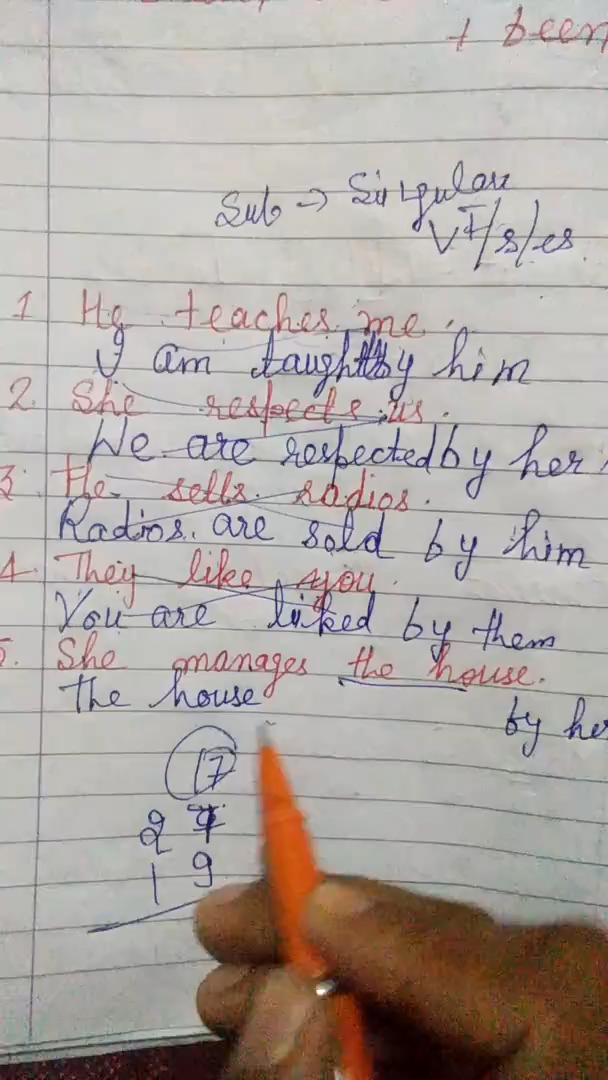 + been
Sub → Singular
VI/s/es
1 He teaches me.
I am taught by him
2. She respects us.
We are respected by her.
3. He sells radios.
Radios are sold by him
4. They like you.
You are liked by them
5. She manages the house.
The house by her
17
2
19